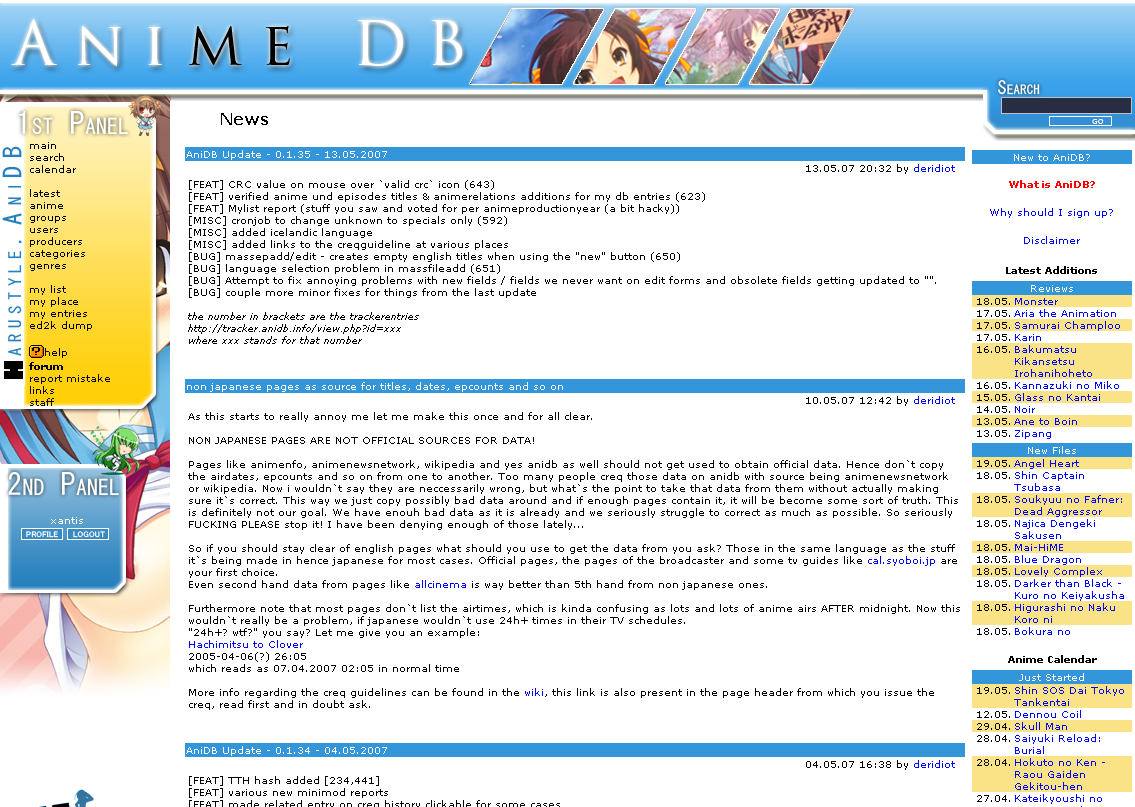 ANIME DB
SEARCH
GO
1ST PANEL
main
search
calendar
latest
anime
groups
users
producers
categories
genres
my list
my place
my entries
ed2k dump
?help
forum
report mistake
links
staff
HARUSTYLE.ANIDB
2ND PANEL
xantis
PROFILE LOGOUT
News
AniDB Update - 0.1.35 - 13.05.2007
13.05.07 20:32 by deridiot
[FEAT] CRC value on mouse over `valid crc` icon (643)
[FEAT] verified anime und episodes titles & animerelations additions for my db entries (623)
[FEAT] Mylist report (stuff you saw and voted for per animeproductionyear (a bit hacky))
[MISC] cronjob to change unknown to specials only (592)
[MISC] added icelandic language
[MISC] added links to the creqguideline at various places
[BUG] massepadd/edit - creates empty english titles when using the "new" button (650)
[BUG] language selection problem in massfileadd (651)
[BUG] Attempt to fix annoying problems with new fields / fields we never want on edit forms and obsolete fields getting updated to "".
[BUG] couple more minor fixes for things from the last update
the number in brackets are the trackerentries
http://tracker.anidb.info/view.php?id=xxx
where xxx stands for that number
non japanese pages as source for titles, dates, epcounts and so on
10.05.07 12:42 by deridiot
As this starts to really annoy me let me make this once and for all clear.
NON JAPANESE PAGES ARE NOT OFFICIAL SOURCES FOR DATA!
Pages like animenfo, animenewsnetwork, wikipedia and yes anidb as well should not get used to obtain official data. Hence don`t copy
the airdates, epcounts and so on from one to another. Too many people creq those data on anidb with source being animenewsnetwork
or wikipedia. Now i wouldn`t say they are neccessarily wrong, but what`s the point to take that data from them without actually making
sure it`s correct. This way we just copy possibly bad data around and if enough pages contain it, it will be become some sort of truth. This
is definitely not our goal. We have enouh bad data as it is already and we seriously struggle to correct as much as possible. So seriously
FUCKING PLEASE stop it! I have been denying enough of those lately...
So if you should stay clear of english pages what should you use to get the data from you ask? Those in the same language as the stuff
it`s being made in hence japanese for most cases. Official pages, the pages of the broadcaster and some tv guides like cal.syoboi.jp are
your first choice.
Even second hand data from pages like allcinema is way better than 5th hand from non japanese ones.
Furthermore note that most pages don`t list the airtimes, which is kinda confusing as lots and lots of anime airs AFTER midnight. Now this
wouldn`t really be a problem, if japanese wouldn`t use 24h+ times in their TV schedules.
"24h+? wtf?" you say? Let me give you an example:
Hachimitsu to Clover
2005-04-06(?) 26:05
which reads as 07.04.2007 02:05 in normal time
More info regarding the creq guidelines can be found in the wiki, this link is also present in the page header from which you issue the
creq, read first and in doubt ask.
AniDB Update - 0.1.34 - 04.05.2007
04.05.07 16:38 by deridiot
[FEAT] TTH hash added [234,441]
[FEAT] various new minimod reports
[FEAT] made related entry on creq history clickable for some cases
New to AniDB?
What is AniDB?
Why should I sign up?
Disclaimer
Latest Additions
Reviews
18.05. Monster
17.05. Aria the Animation
17.05. Samurai Champloo
17.05. Karin
16.05. Bakumatsu
Kikansetsu
Irohanihoheto
16.05. Kannazuki no Miko
15.05. Glass no Kantai
14.05. Noir
13.05. Ane to Boin
13.05. Zipang
New Files
19.05. Angel Heart
18.05. Shin Captain
Tsubasa
18.05. Soukyuu no Fafner:
Dead Aggressor
18.05. Najica Dengeki
Sakusen
18.05. Mai-HiME
18.05. Blue Dragon
18.05. Lovely Complex
18.05. Darker than Black -
Kuro no Keiyakusha
18.05. Higurashi no Naku
Koro ni
18.05. Bokura no
Anime Calendar
Just Started
19.05. Shin SOS Dai Tokyo
Tankentai
12.05. Dennou Coil
29.04. Skull Man
28.04. Saiyuki Reload:
Burial
28.04. Hokuto no Ken -
Raou Gaiden
Gekitou-hen
27.04. Kateikyoushi no